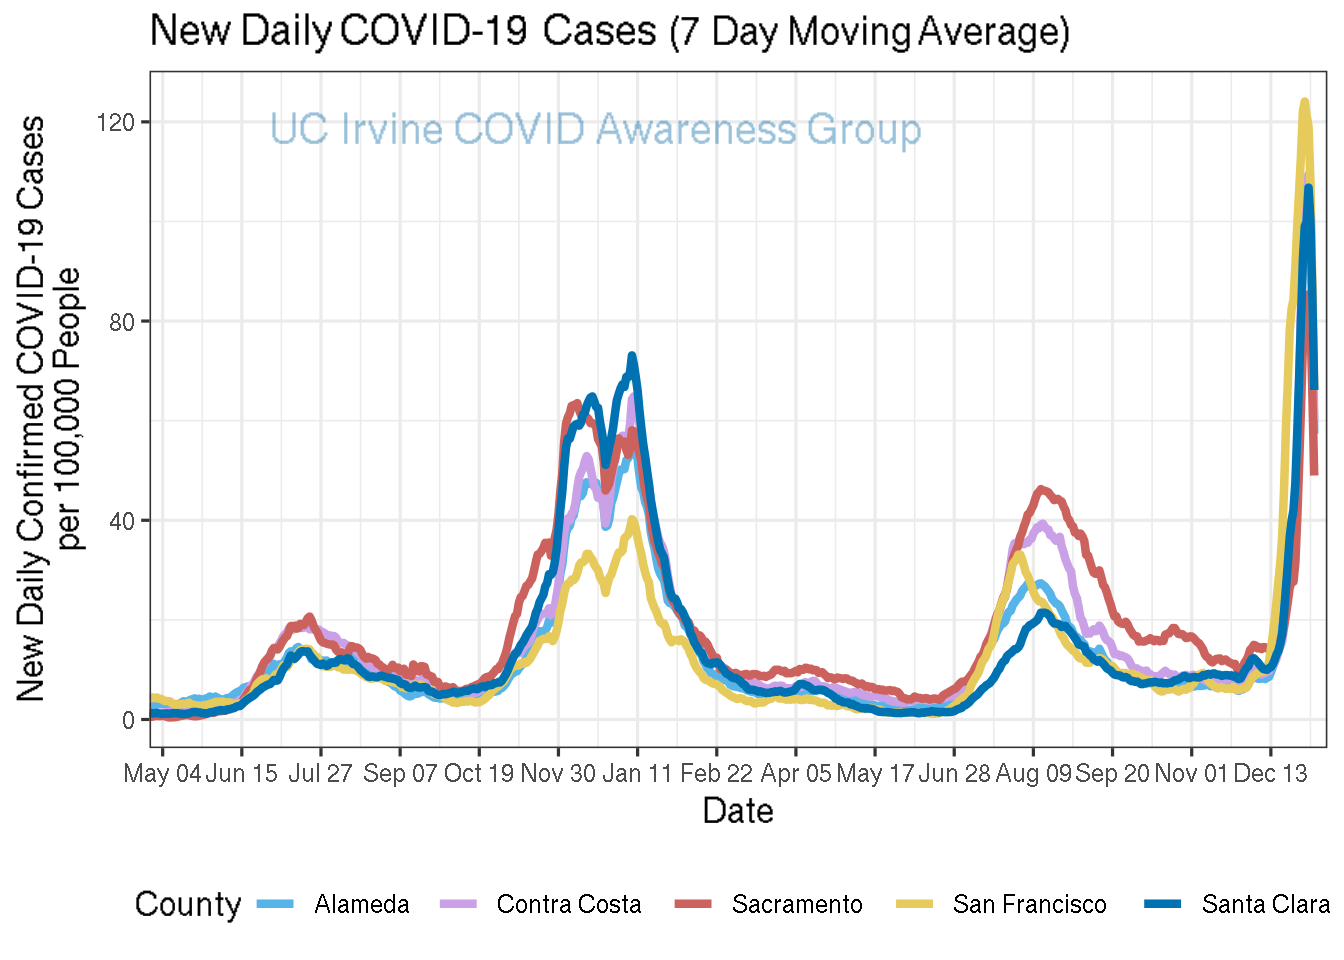 New Daily COVID-19 Cases (7 Day Moving Average)
UC Irvine COVID Awareness Group
New Daily Confirmed COVID-19 Cases
per 100,000 People
120
80
40
0
May 04 Jun 15 Jul 27 Sep 07 Oct 19 Nov 30 Jan 11 Feb 22 Apr 05 May 17 Jun 28 Aug 09 Sep 20 Nov 01 Dec 13
Date
County Alameda Contra Costa Sacramento San Francisco Santa Clara